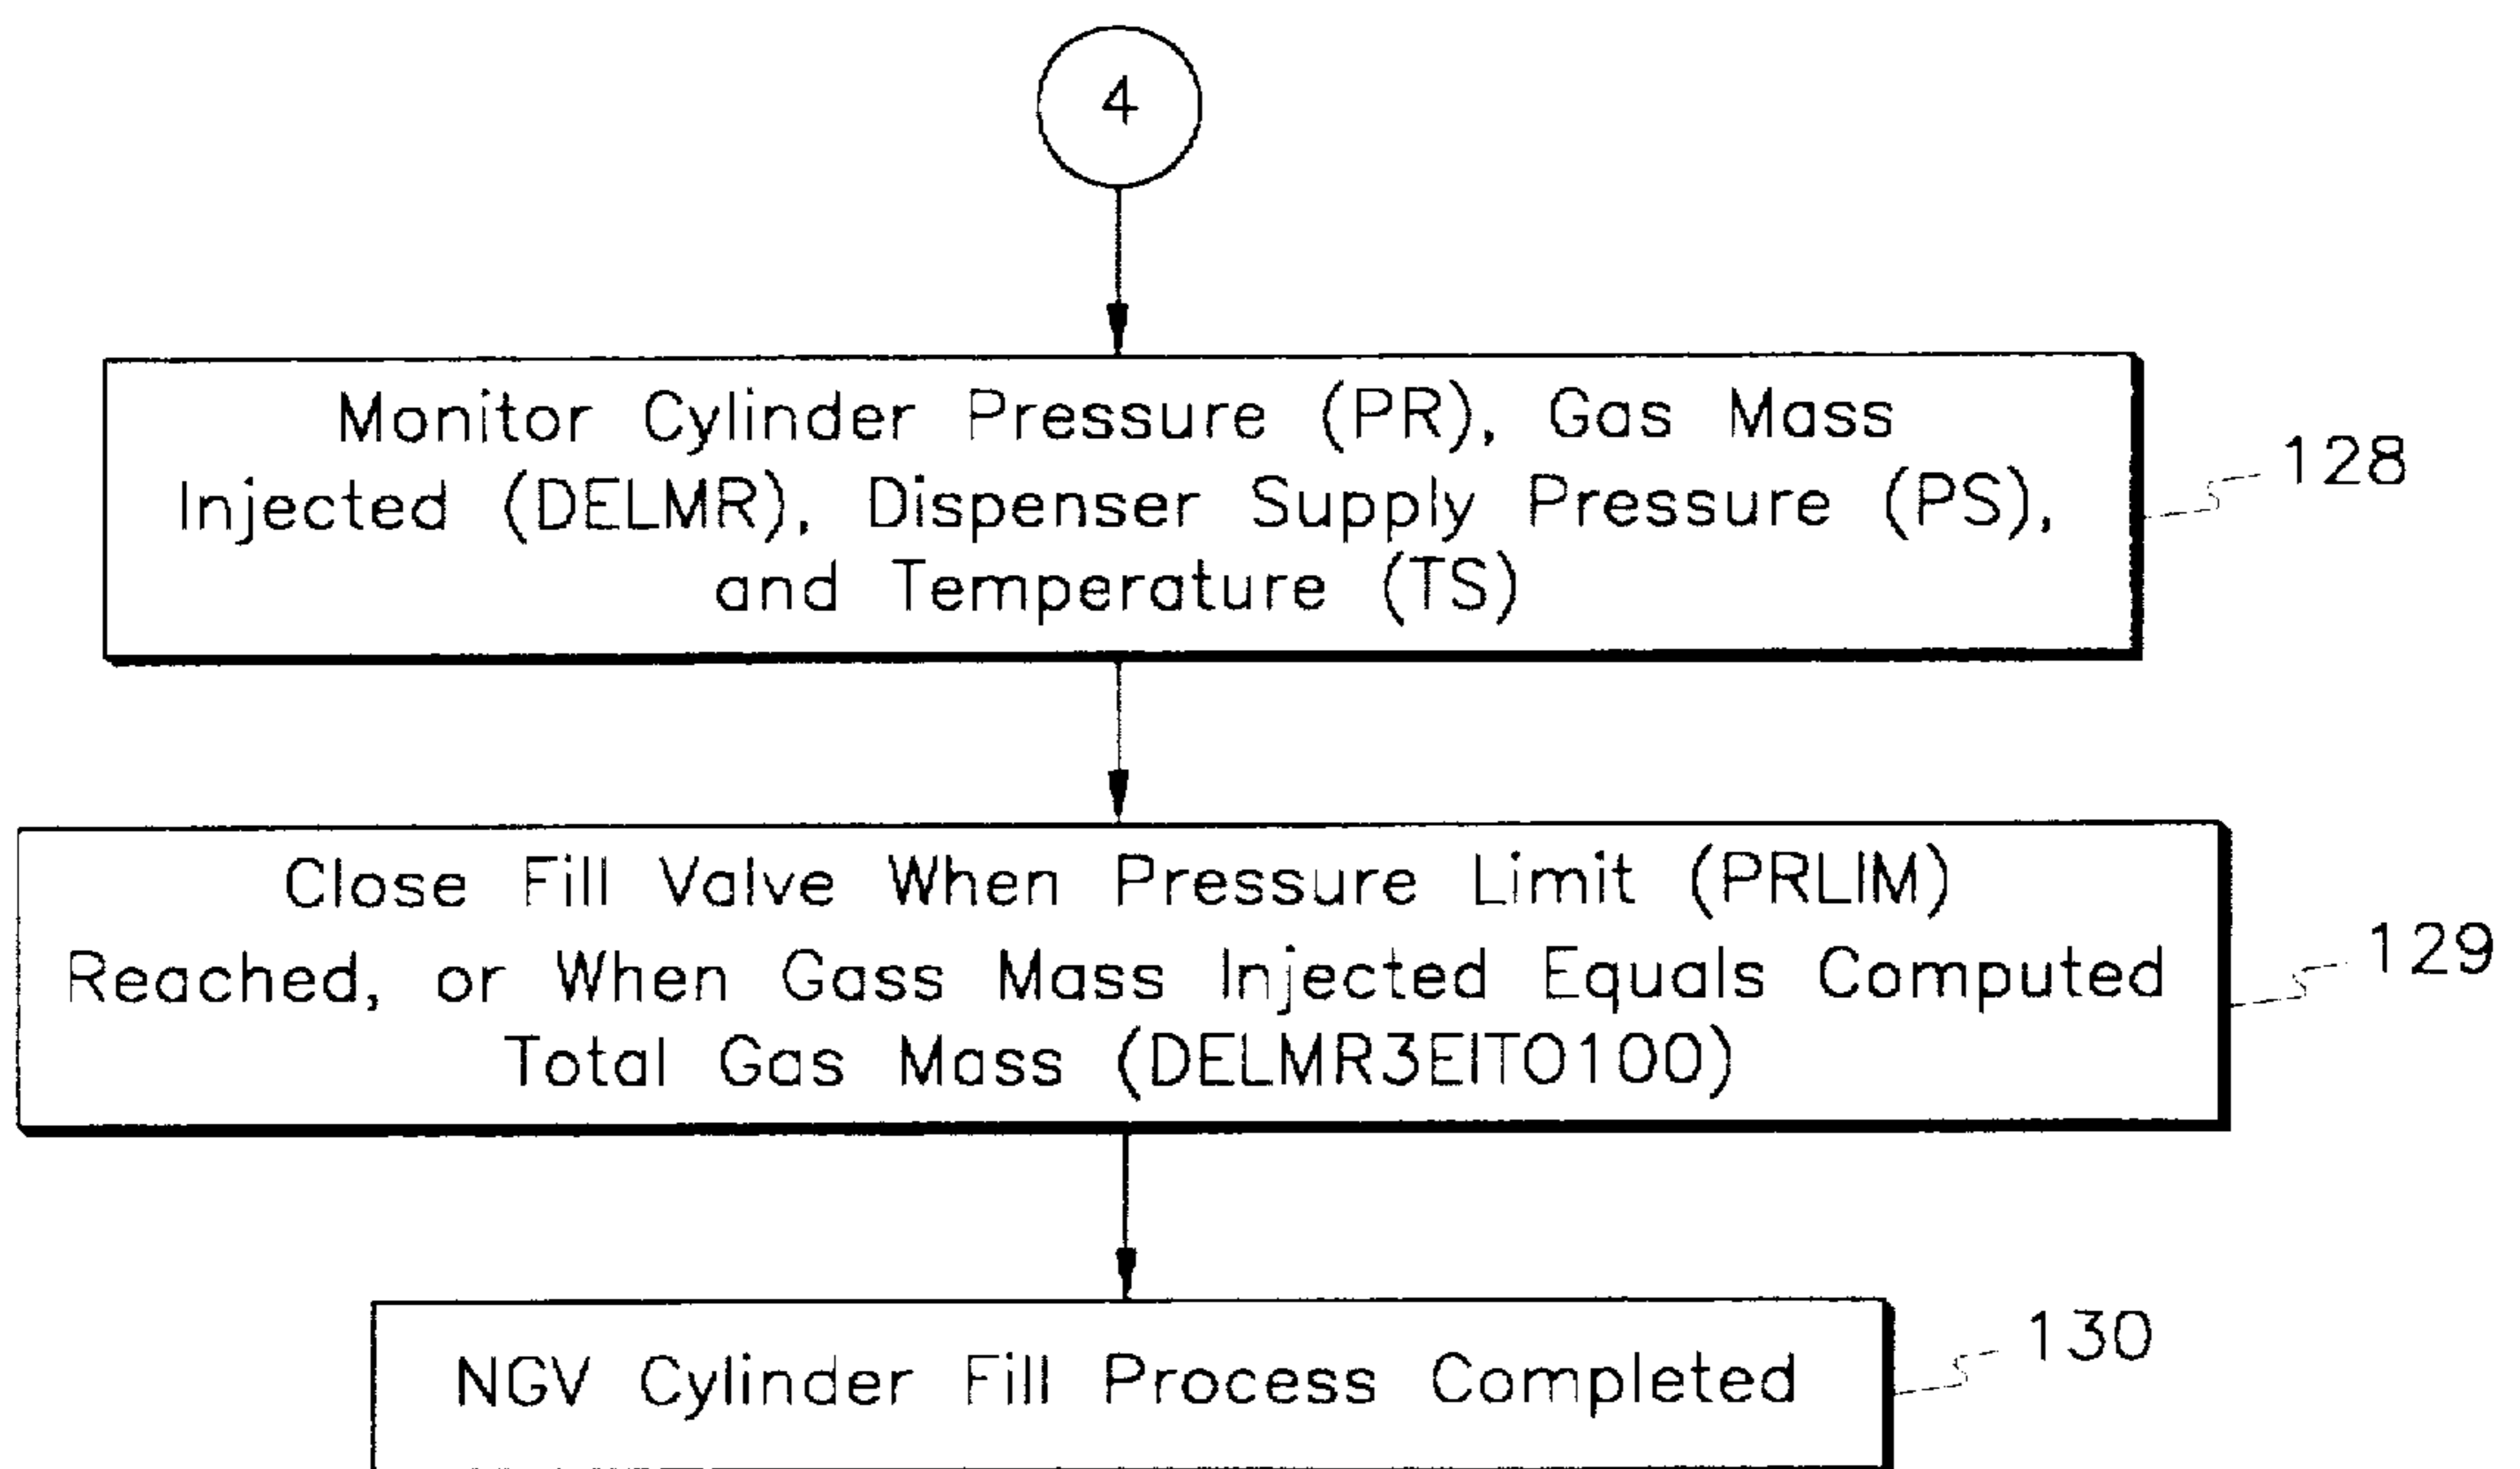 4
Monitor Cylinder Pressure (PR), Gas Mass
Injected (DELMR), Dispenser Supply Pressure (PS),
and Temperature (TS)
128
Close Fill Valve When Pressure Limit (PRLIM)
Reached, or When Gass Mass Injected Equals Computed
Total Gas Mass (DELMR3EITO100)
129
NGV Cylinder Fill Process Completed
130